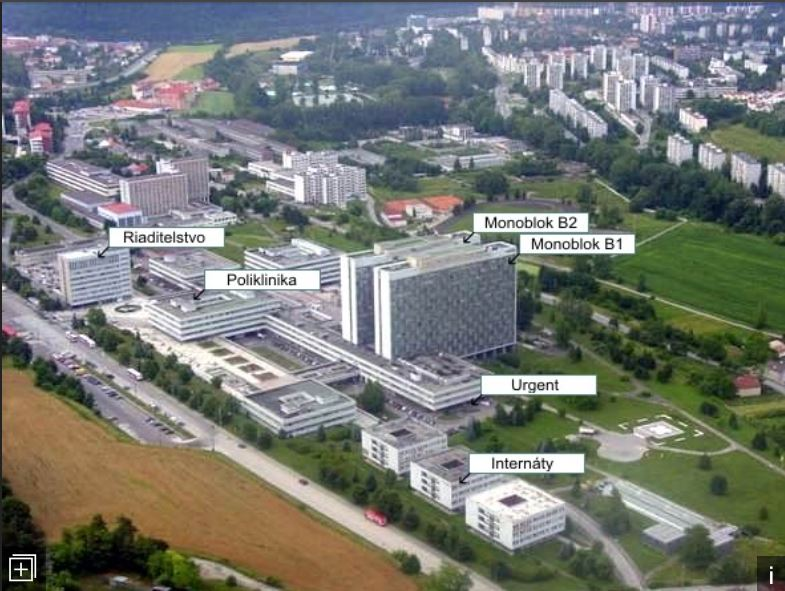 Monoblok B2
Riaditelstvo
Monoblok B1
Poliklinika
Urgent
Internáty
i